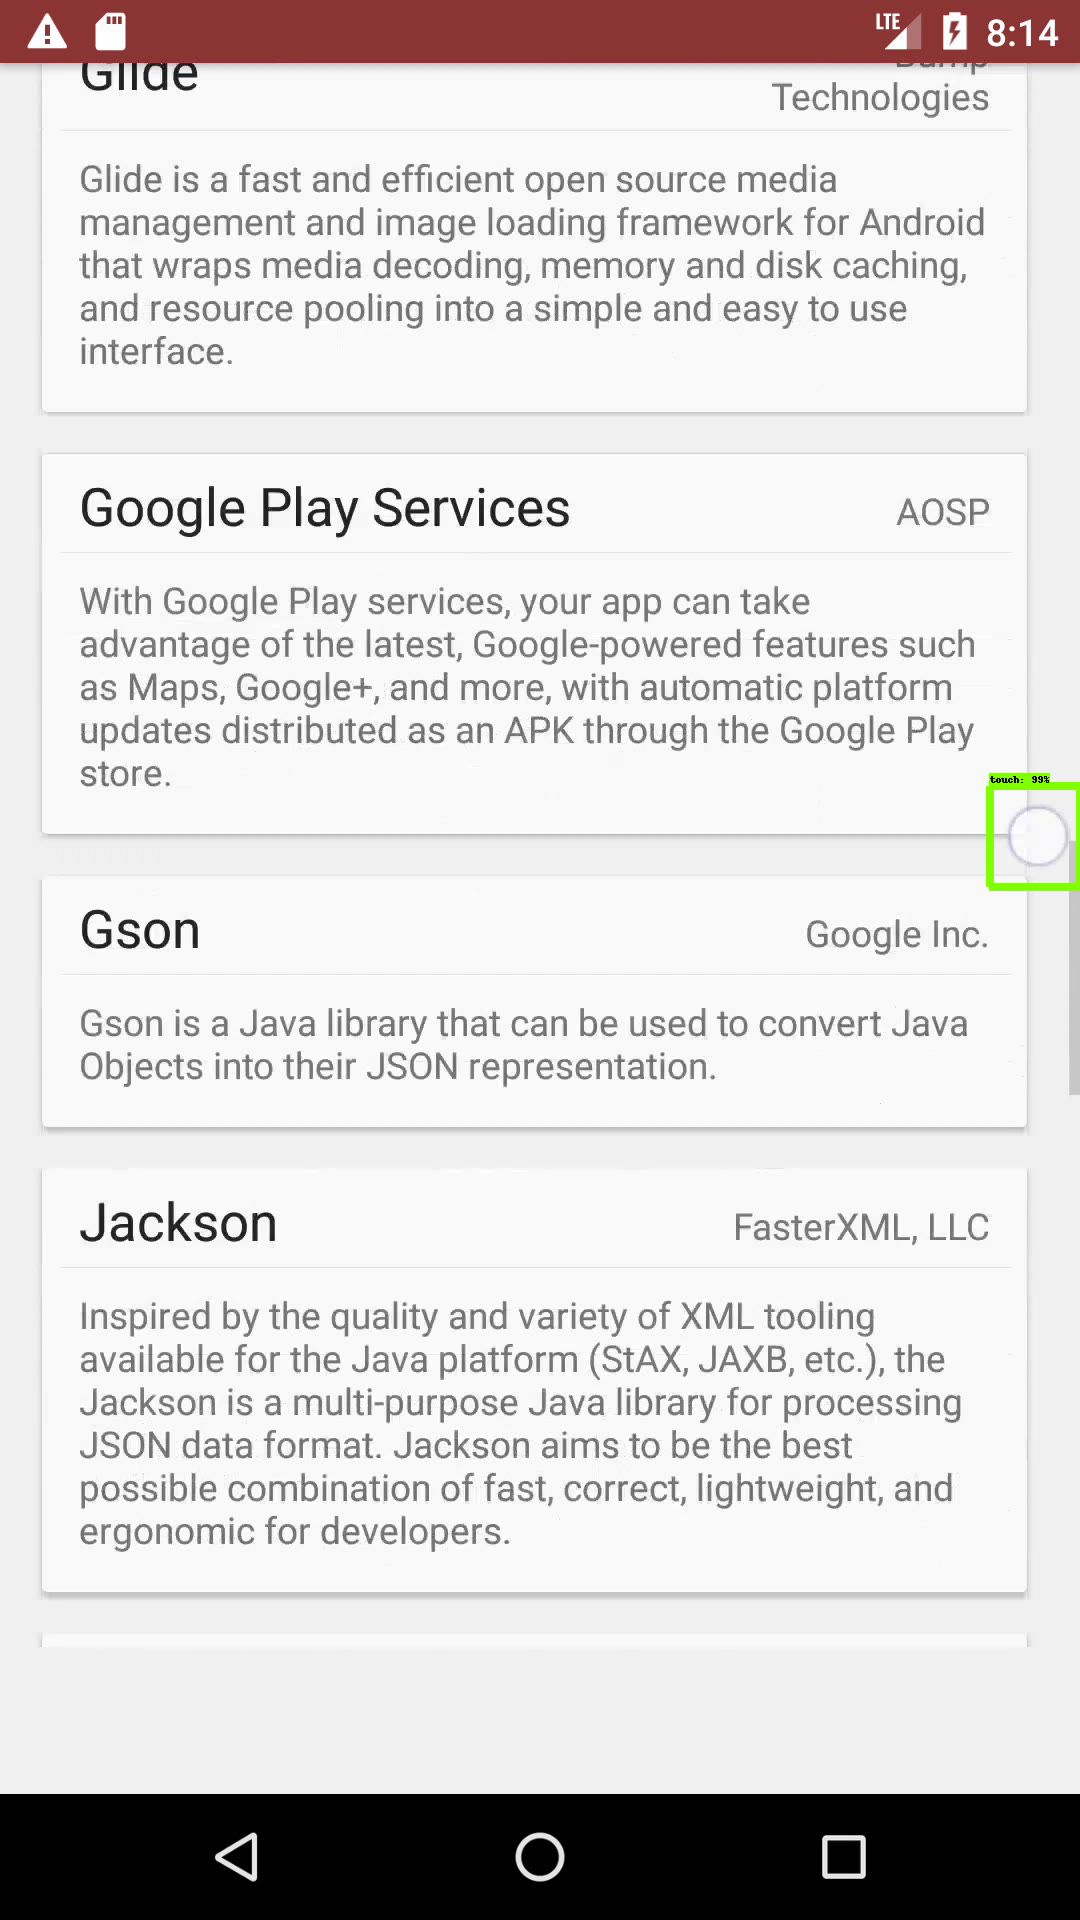 LTE 8:14
Glide
Bump
Technologies
Glide is a fast and efficient open source media
management and image loading framework for Android
that wraps media decoding, memory and disk caching,
and resource pooling into a simple and easy to use
interface.
Google Play Services AOSP
With Google Play services, your app can take
advantage of the latest, Google-powered features such
as Maps, Google+, and more, with automatic platform
updates distributed as an APK through the Google Play
store.
touch: 99%
Gson Google Inc.
Gson is a Java library that can be used to convert Java
Objects into their JSON representation.
Jackson FasterXML, LLC
Inspired by the quality and variety of XML tooling
available for the Java platform (StAX, JAXB, etc.), the
Jackson is a multi-purpose Java library for processing
JSON data format. Jackson aims to be the best
possible combination of fast, correct, lightweight, and
ergonomic for developers.